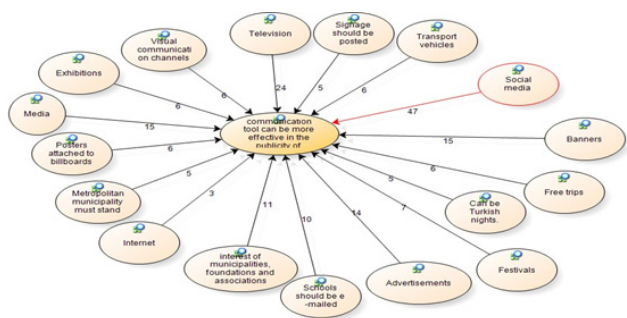 Television
Signage
should be
posted
Transport
vehicles
Visual
communicati
on channels
Social
media
Exhibitions
24
5
6
6
6
47
Media
communication
tool can be more
effective in the
publicity of
15
15
Banners
Posters
attached to
billboards
6
6
Free trips
Metropolitan
municipality
must stand
5
5
Can be
Turkish
nights.
3
7
Internet
11
10
14
Festivals
interest of
municipalities,
foundations and
associations
Schools
should be e
-mailed
Advertisements